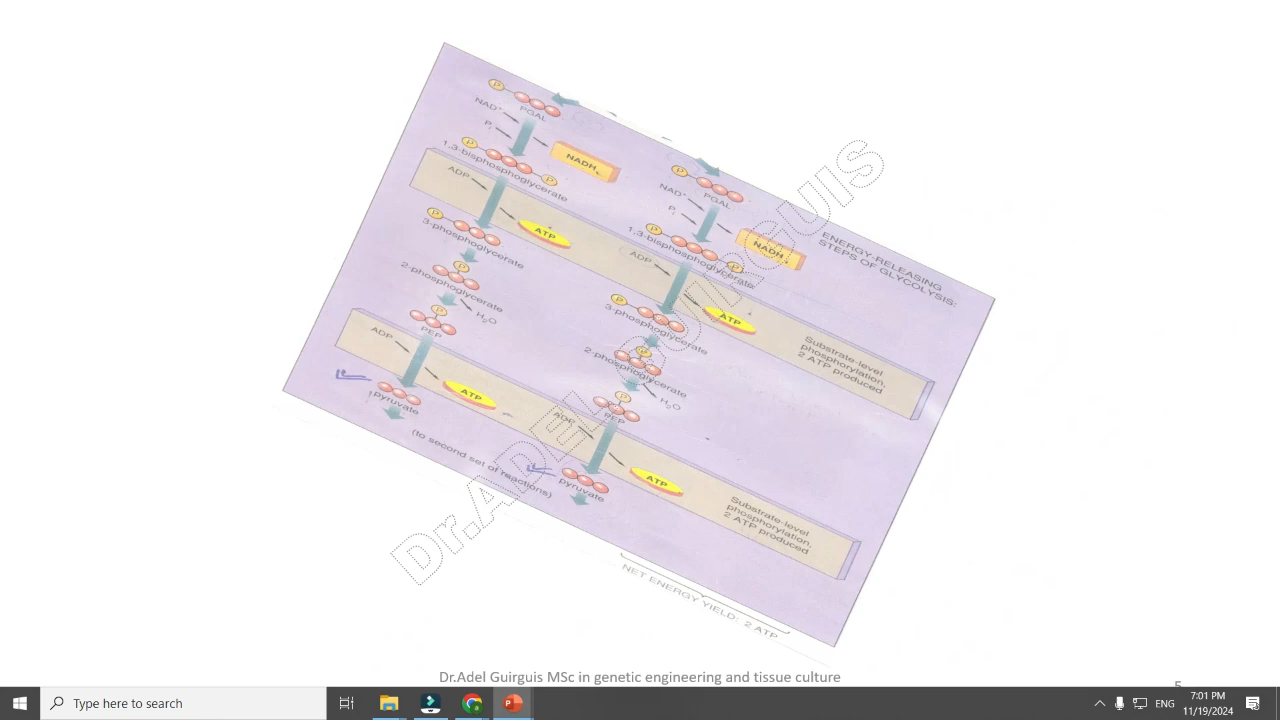 PGAL
NAD+
Pi
NADH
1,3-bisphosphoglycerate
P
P
ADP
ATP
P
3-phosphoglycerate
P
2-phosphoglycerate
H2O
P
PEP
ADP
ATP
pyruvate
(to second set of reactions)
P
PGAL
NAD+
Pi
NADH
P
1,3-bisphosphoglycerate
P
ADP
ATP
P
3-phosphoglycerate
P
2-phosphoglycerate
H2O
P
PEP
ADP
ATP
pyruvate
ENERGY-RELEASING
STEPS OF GLYCOLYSIS:
Substrate-level
phosphorylation,
2 ATP produced
Substrate-level
phosphorylation,
2 ATP produced
NET ENERGY YIELD: 2 ATP
Dr.Adel Guirguis MSc in genetic engineering and tissue culture
5
Type here to search
ENG
7:01 PM
11/19/2024